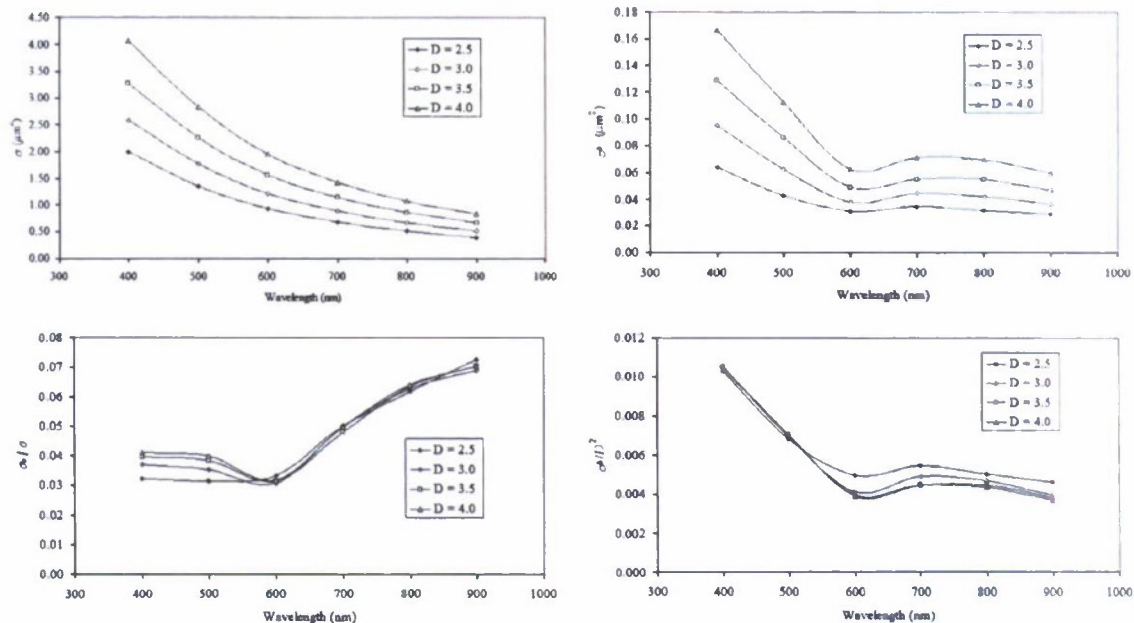 4.50
4.00
3.50
3.00
2.50
2.00
1.50
1.00
0.50
0.00
σ (μm²)
D = 2.5
D = 3.0
D = 3.5
D = 4.0
300 400 500 600 700 800 900 1000
Wavelength (nm)
0.18
0.16
0.14
0.12
0.10
0.08
0.06
0.04
0.02
0.00
(μm²)
D = 2.5
D = 3.0
D = 3.5
D = 4.0
300 400 500 600 700 800 900 1000
Wavelength (nm)
0.08
0.07
0.06
0.05
0.04
0.03
0.02
0.01
0.00
D = 2.5
D = 3.0
D = 3.5
D = 4.0
300 400 500 600 700 800 900 1000
Wavelength (nm)
0.012
0.010
0.008
0.006
0.004
0.002
0.000
D = 2.5
D = 3.0
D = 3.5
D = 4.0
300 400 500 600 700 800 900 1000
Wavelength (nm)